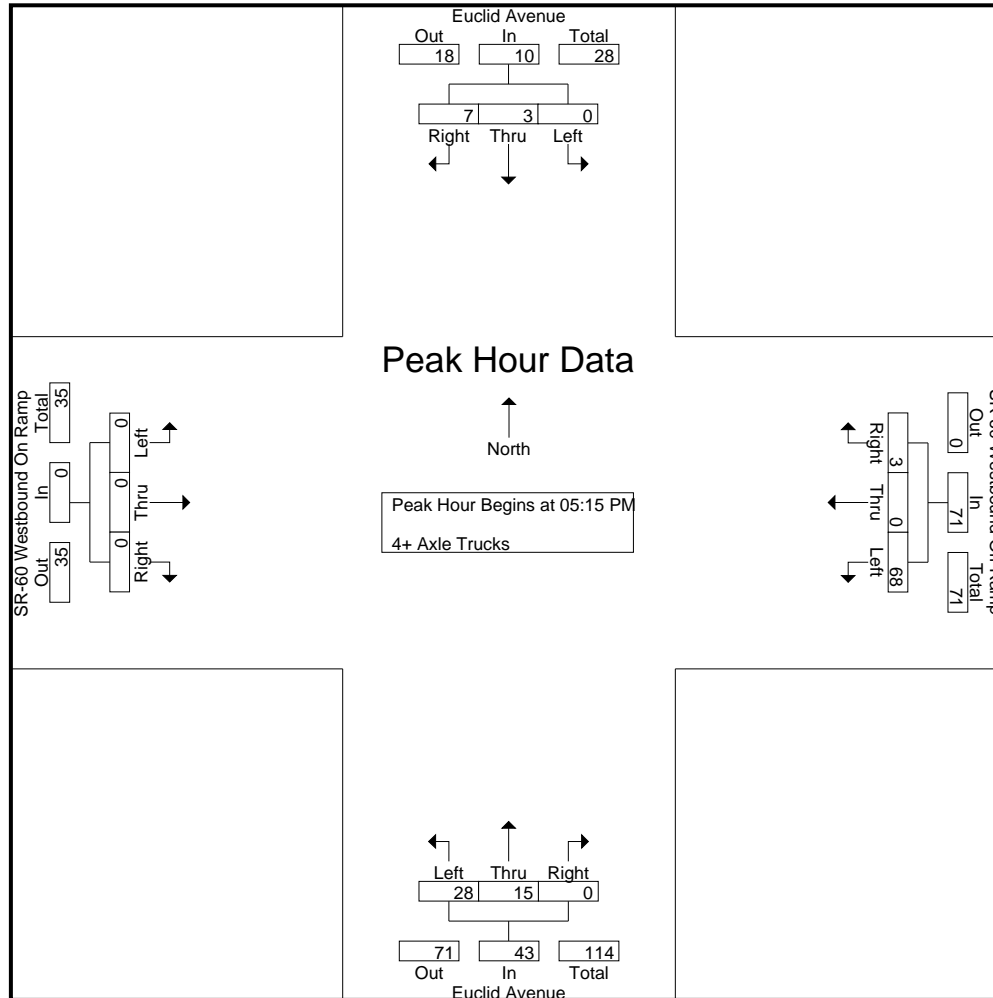 Euclid Avenue
Out In Total
18 10 28
7 3 0
Right Thru Left
Peak Hour Data
North
Peak Hour Begins at 05:15 PM
4+ Axle Trucks
SR-60 Westbound On Ramp
Total In Out
35 0 35
0 0 0
Left Thru Right
Out In Total
0 71 71
3 0 68
Right Thru Left
Left Thru Right
28 15 0
71 43 114
Out In Total
Euclid Avenue